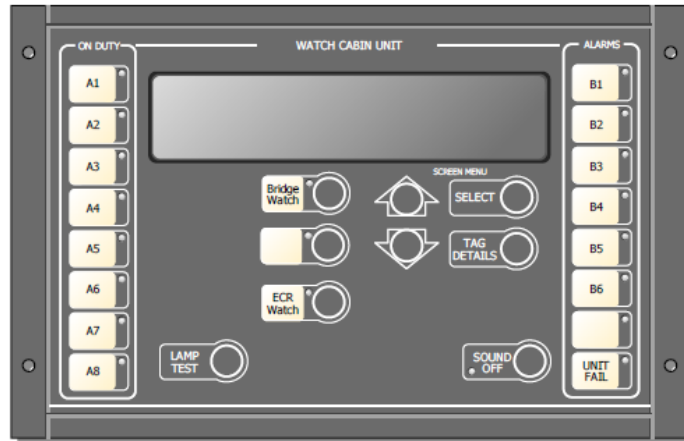 ON DUTY
WATCH CABIN UNIT
ALARMS
A1
A2
A3
A4
A5
A6
A7
A8
SCREEN MENU
Bridge
Watch
SELECT
TAG
DETAILS
ECR
Watch
LAMP
TEST
SOUND
OFF
B1
B2
B3
B4
B5
B6
UNIT
FAIL